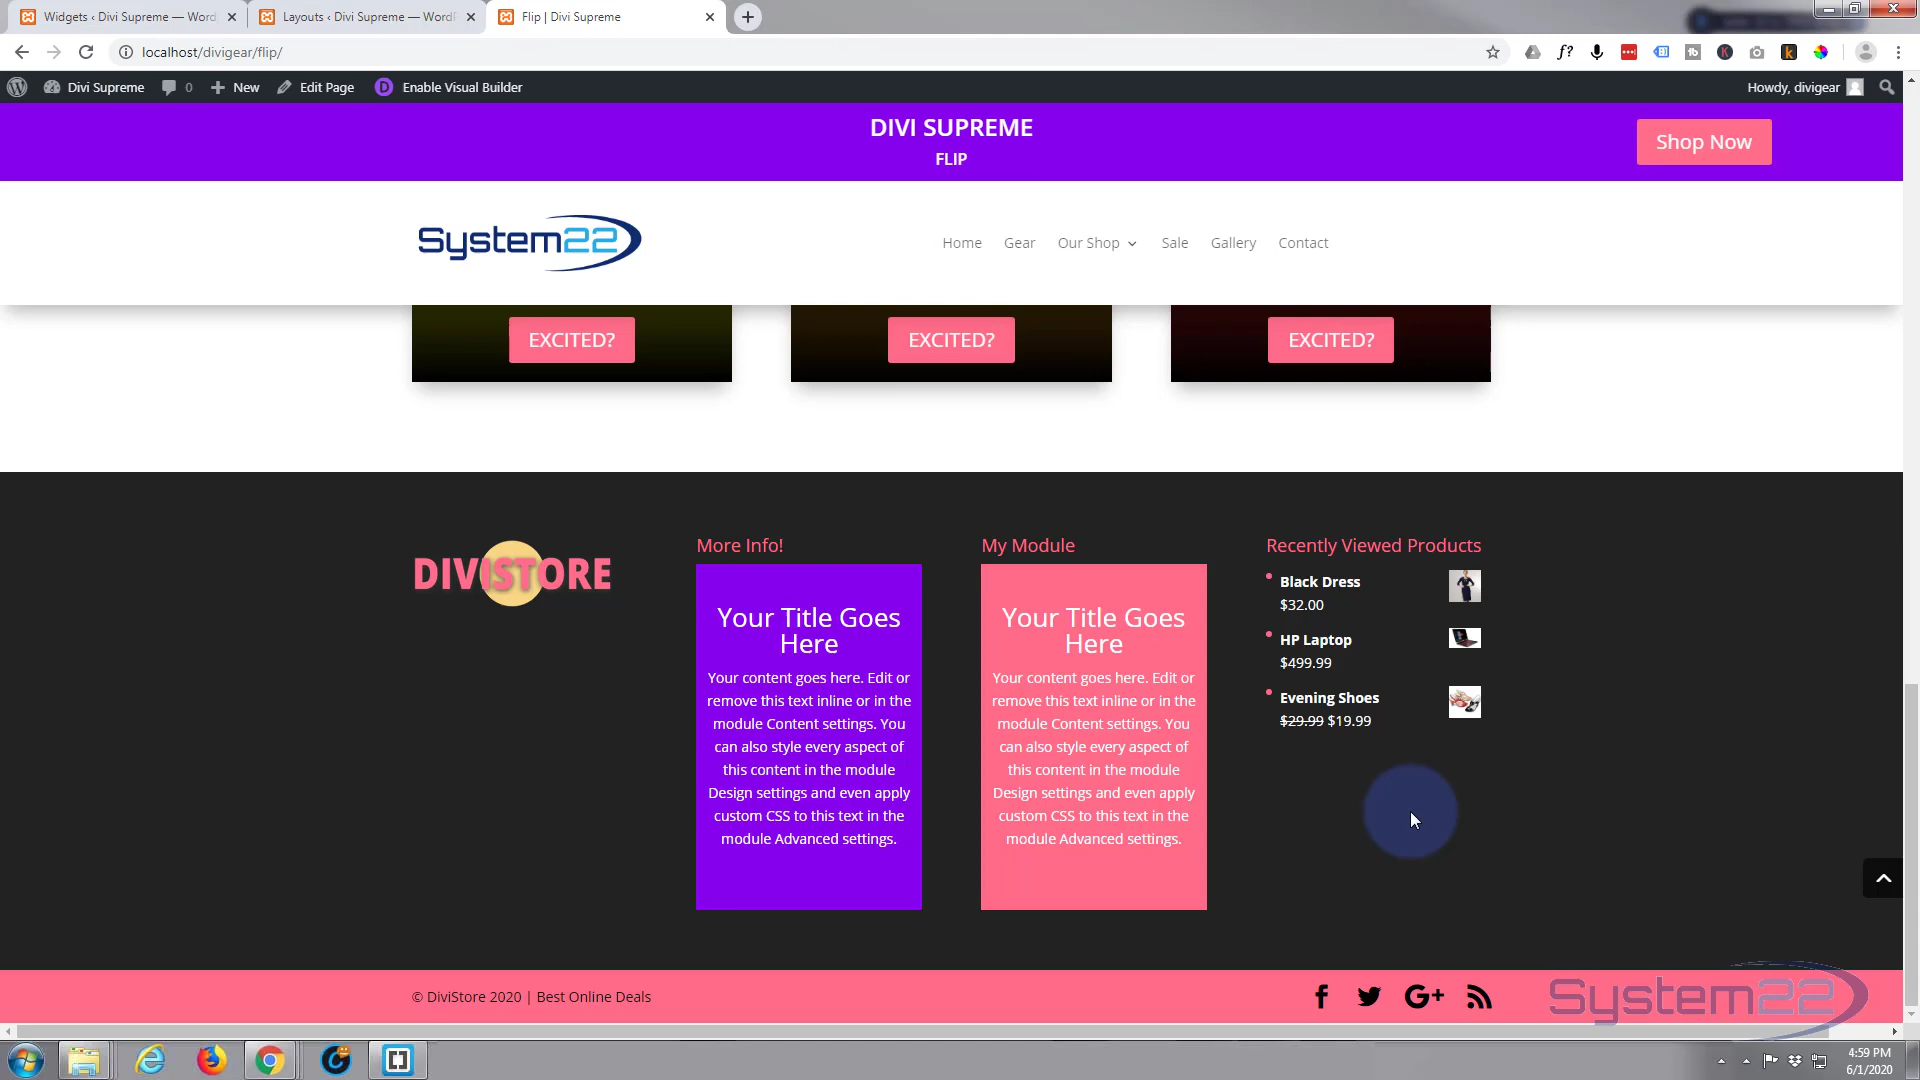 Widgets ‹ Divi Supreme — Word
Layouts ‹ Divi Supreme — WordP
Flip | Divi Supreme
localhost/divigear/flip/
Divi Supreme
0
New
Edit Page
Enable Visual Builder
Howdy, divigear
DIVI SUPREME
FLIP
Shop Now
System22
Home
Gear
Our Shop
Sale
Gallery
Contact
EXCITED?
EXCITED?
EXCITED?
DIVISTORE
More Info!
Your Title Goes
Here
Your content goes here. Edit or
remove this text inline or in the
module Content settings. You
can also style every aspect of
this content in the module
Design settings and even apply
custom CSS to this text in the
module Advanced settings.
My Module
Your Title Goes
Here
Your content goes here. Edit or
remove this text inline or in the
module Content settings. You
can also style every aspect of
this content in the module
Design settings and even apply
custom CSS to this text in the
module Advanced settings.
Recently Viewed Products
Black Dress
$32.00
HP Laptop
$499.99
Evening Shoes
$29.99 $19.99
© DiviStore 2020 | Best Online Deals
System22
4:59 PM
6/1/2020